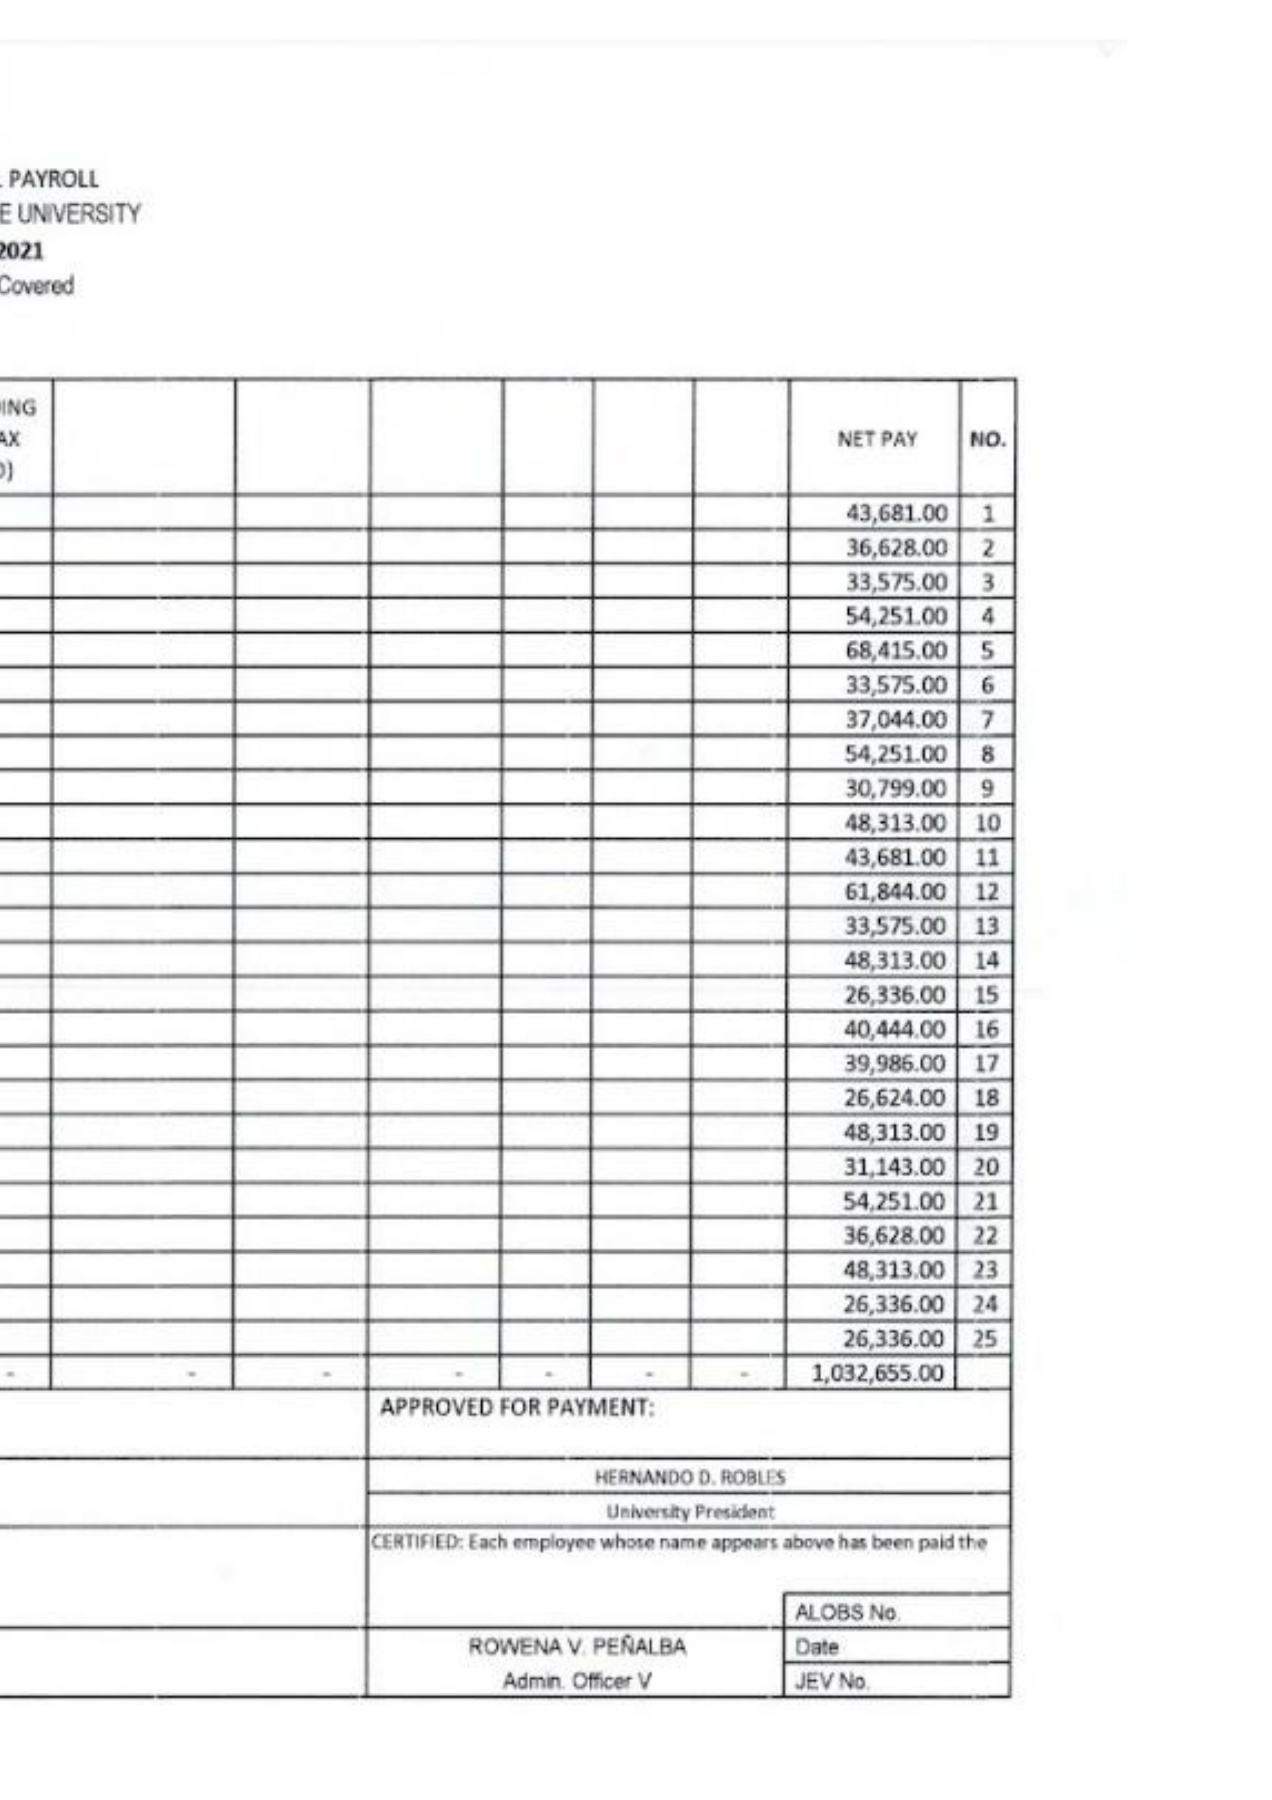 . PAYROLL
E UNIVERSITY
2021
Covered
ING
AX
) NET PAY NO.
43,681.00 1
36,628.00 2
33,575.00 3
54,251.00 4
68,415.00 5
33,575.00 6
37,044.00 7
54,251.00 8
30,799.00 9
48,313.00 10
43,681.00 11
61,844.00 12
33,575.00 13
48,313.00 14
26,336.00 15
40,444.00 16
39,986.00 17
26,624.00 18
48,313.00 19
31,143.00 20
54,251.00 21
36,628.00 22
48,313.00 23
26,336.00 24
26,336.00 25
- - - - - - - 1,032,655.00
APPROVED FOR PAYMENT:
HERNANDO D. ROBLES
University President
CERTIFIED: Each employee whose name appears above has been paid the
ALOBS No.
ROWENA V. PEÑALBA Date
Admin. Officer V JEV No.